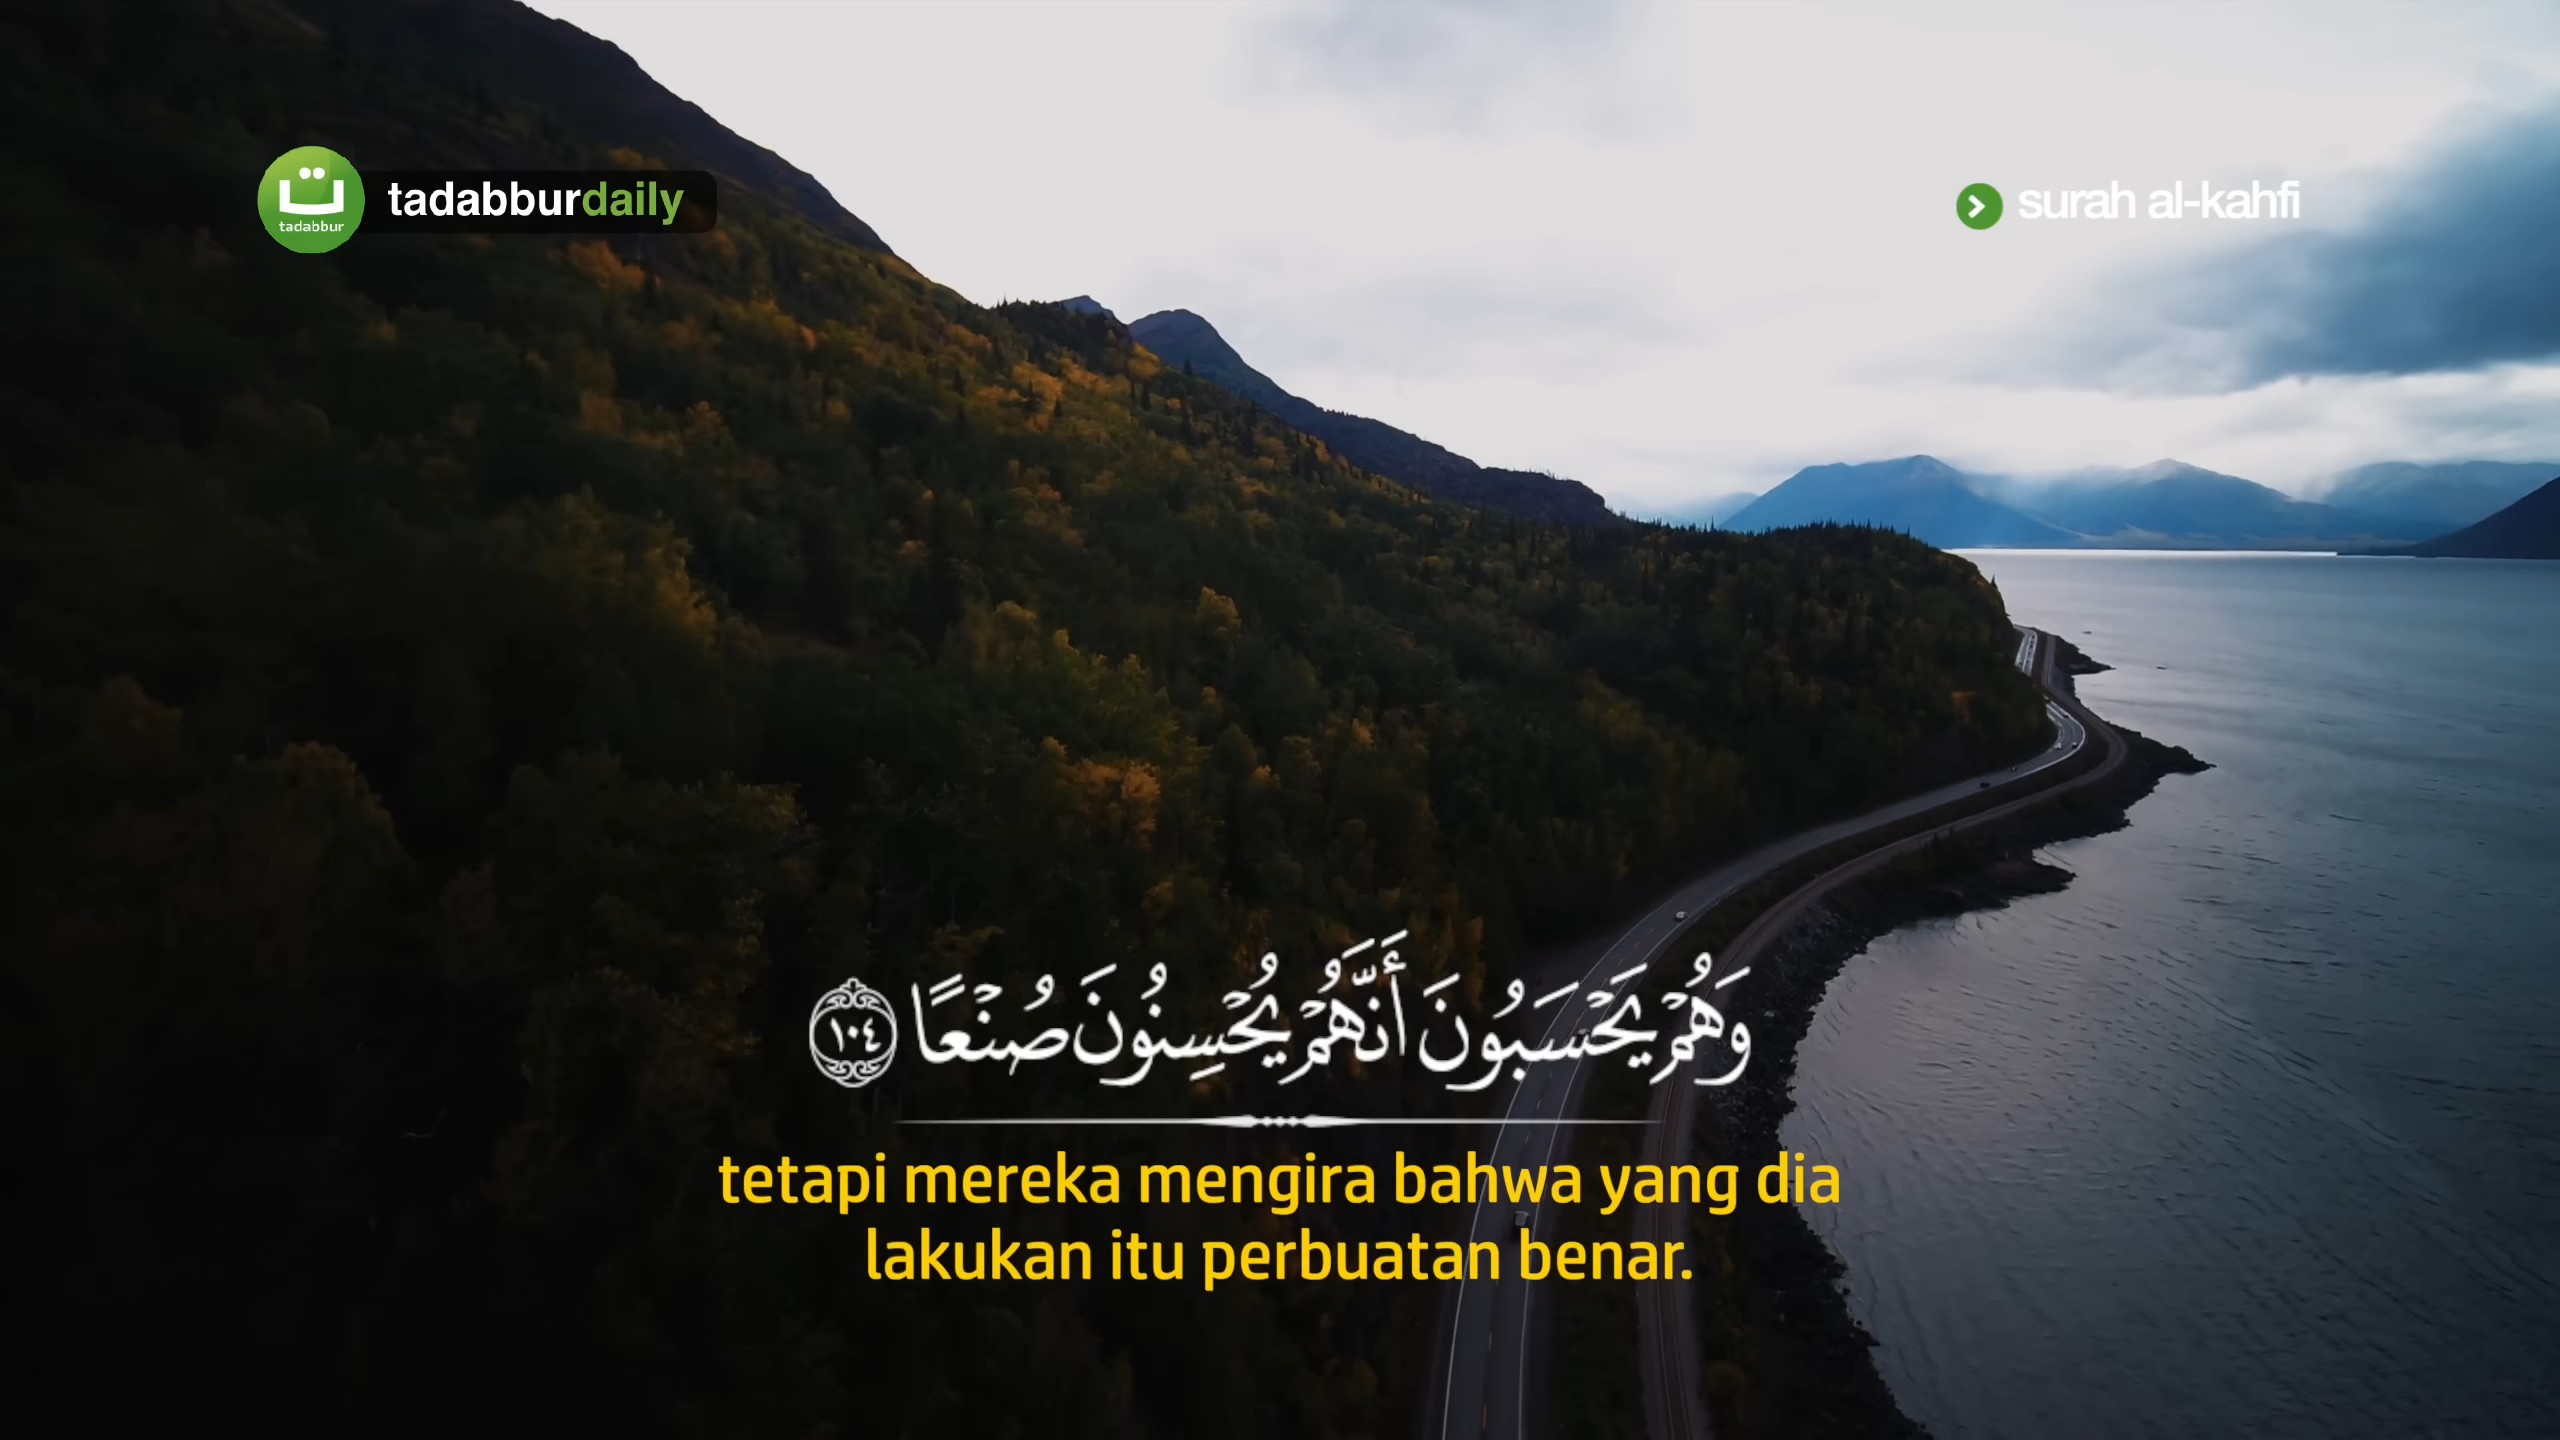 ت
tadabbur
tadabburdaily
surah al-kahfi
وَهُمْ يَحْسَبُونَ أَنَّهُمْ يُحْسِنُونَ صُنْعًا ١٠٤
tetapi mereka mengira bahwa yang dia
lakukan itu perbuatan benar.